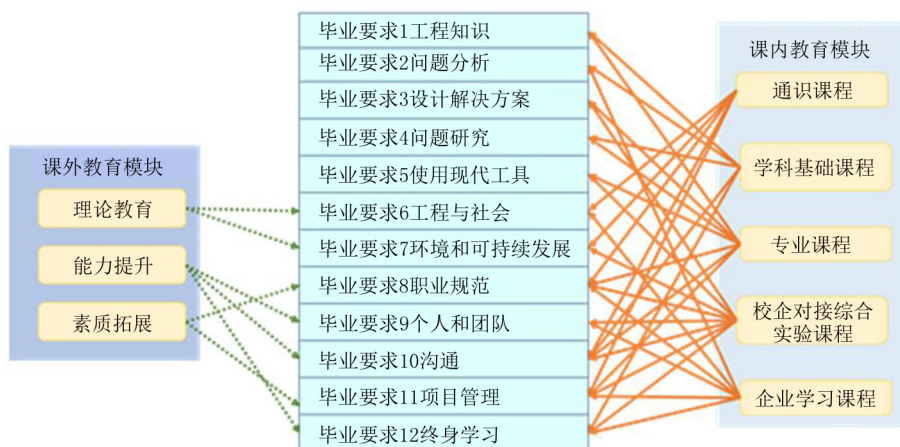 课外教育模块
理论教育
能力提升
素质拓展
毕业要求1工程知识
毕业要求2问题分析
毕业要求3设计解决方案
毕业要求4问题研究
毕业要求5使用现代工具
毕业要求6工程与社会
毕业要求7环境和可持续发展
毕业要求8职业规范
毕业要求9个人和团队
毕业要求10沟通
毕业要求11项目管理
毕业要求12终身学习
课内教育模块
通识课程
学科基础课程
专业课程
校企对接综合
实验课程
企业学习课程